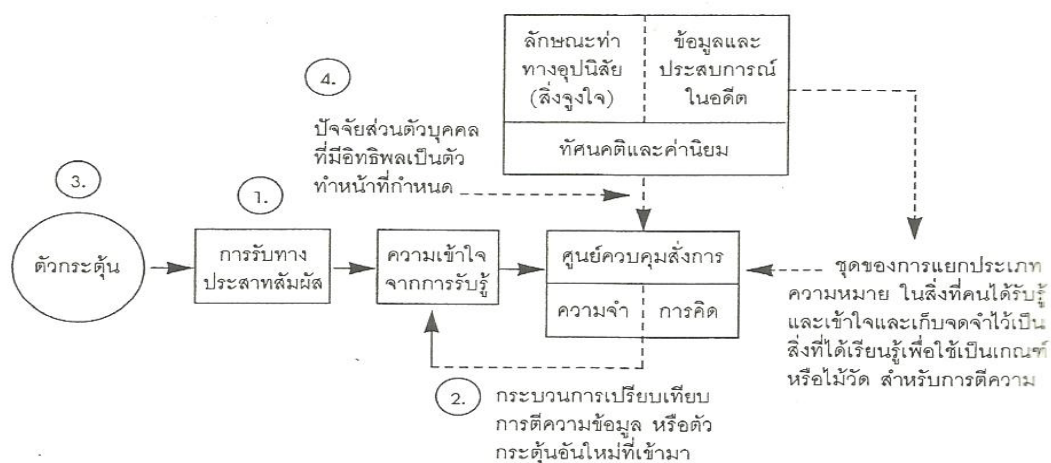 ลักษณะท่า
ทางอุปนิสัย
(สิ่งจูงใจ)
ข้อมูลและ
ประสบการณ์
ในอดีต
ทัศนคติและค่านิยม
4.
ปัจจัยส่วนตัวบุคคล
ที่มีอิทธิพลเป็นตัว
ทำหน้าที่กำหนด
3.
ตัวกระตุ้น
1.
การรับทาง
ประสาทสัมผัส
ความเข้าใจ
จากการรับรู้
ศูนย์ควบคุมสั่งการ
ความจำ
การคิด
ชุดของการแยกประเภท
ความหมาย ในสิ่งที่คนได้รับรู้
และเข้าใจและเก็บจดจำไว้เป็น
สิ่งที่ได้เรียนรู้เพื่อใช้เป็นเกณฑ์
หรือไม้วัด สำหรับการตีความ
2.
กระบวนการเปรียบเทียบ
การตีความข้อมูล หรือตัว
กระตุ้นอันใหม่ที่เข้ามา